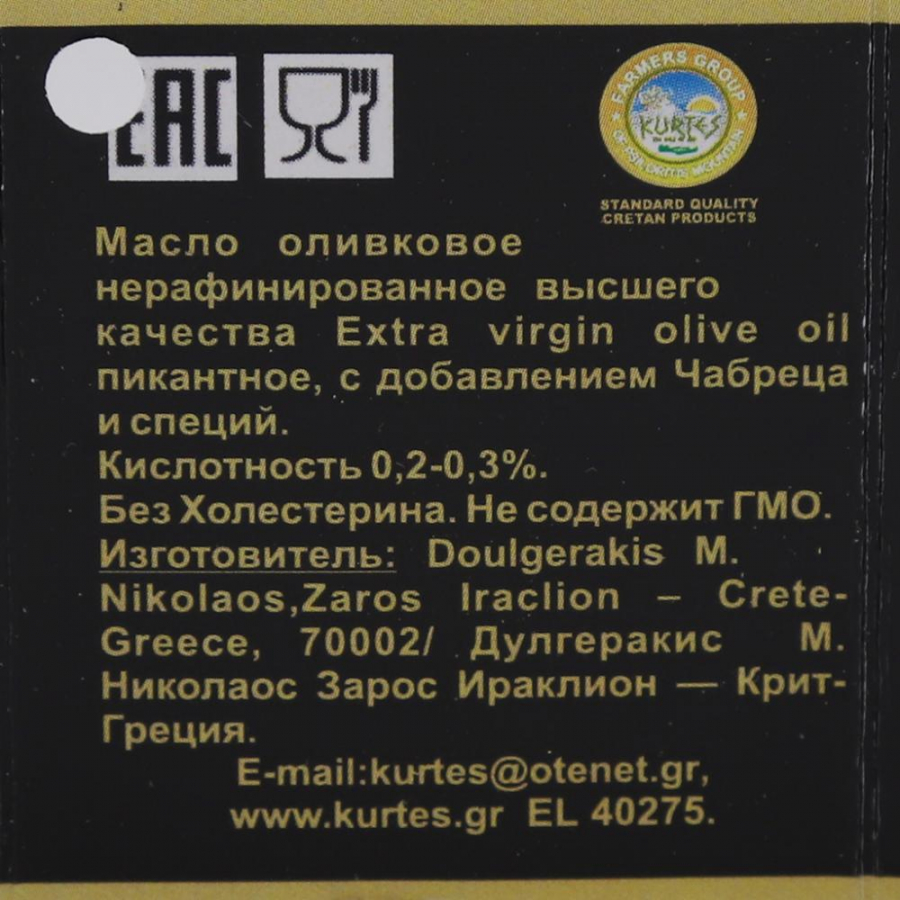 EAC
FARMERS GROUP
KURTES
STANDARD QUALITY
CRETAN PRODUCTS
Масло оливковое
нерафинированное высшего
качества Extra virgin olive oil
пикантное, с добавлением Чабреца
и специй.
Кислотность 0,2-0,3%.
Без Холестерина. Не содержит ГМО.
Изготовитель: Doulgerakis M.
Nikolaos,Zaros Iraclion – Crete-
Greece, 70002/ Дулгеракис М.
Николаос Зарос Ираклион — Крит-
Греция.
E-mail:kurtes@otenet.gr,
www.kurtes.gr EL 40275.